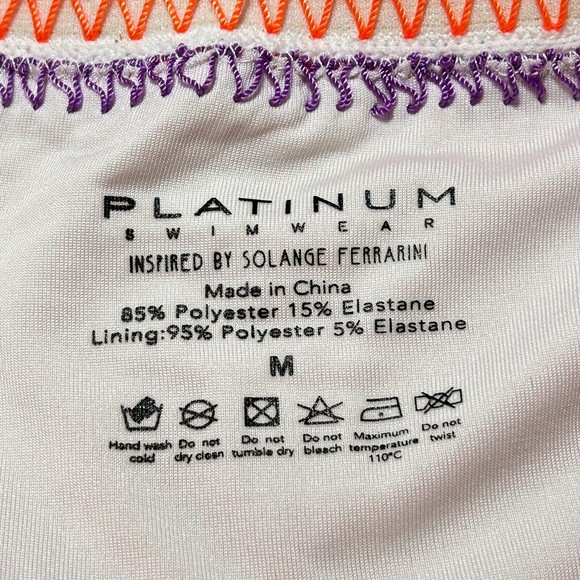 PLATINUM
SWIMWEAR
INSPIRED BY SOLANGE FERRARINI
Made in China
85% Polyester 15% Elastane
Lining:95% Polyester 5% Elastane
M
Hand wash cold
Do not dry clean
Do not tumble dry
Do not bleach
Maximum temperature 110°C
Do not twist